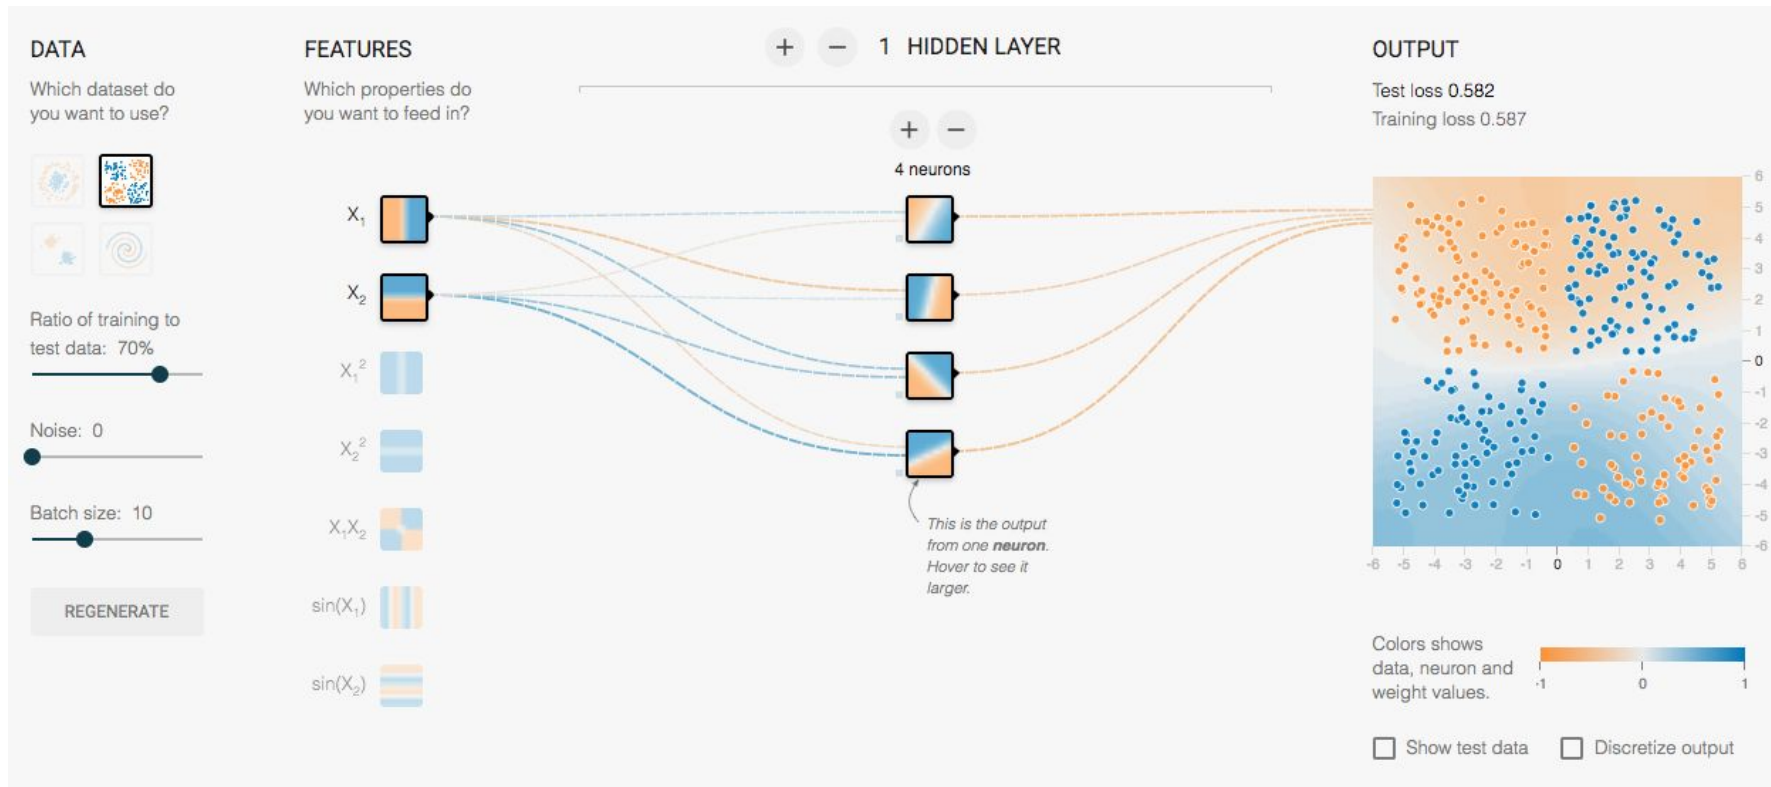 DATA
Which dataset do
you want to use?
Ratio of training to
test data: 70%
Noise: 0
Batch size: 10
REGENERATE
FEATURES
Which properties do
you want to feed in?
X₁
X₂
X₁²
X₂²
X₁X₂
sin(X₁)
sin(X₂)
+ − 1 HIDDEN LAYER
+ −
4 neurons
This is the output
from one neuron.
Hover to see it
larger.
OUTPUT
Test loss 0.582
Training loss 0.587
6
5
4
3
2
1
0
-1
-2
-3
-4
-5
-6
-6 -5 -4 -3 -2 -1 0 1 2 3 4 5 6
Colors shows
data, neuron and
weight values.
-1 0 1
Show test data Discretize output